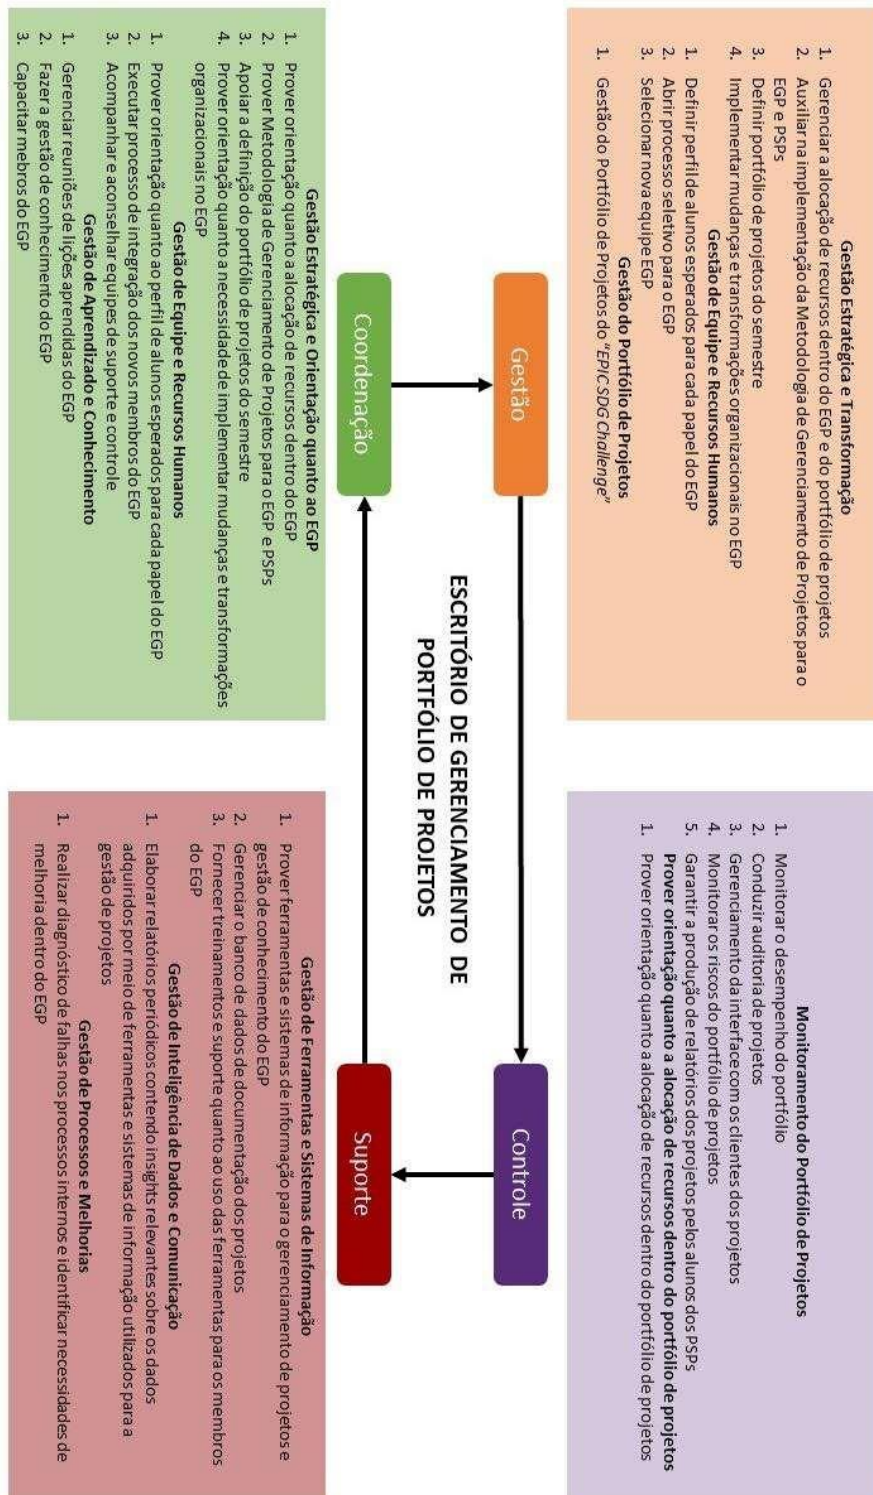 Gestão Estratégica e Transformação
1. Gerenciar a alocação de recursos dentro do EGP e do portfólio de projetos
2. Auxiliar na implementação da Metodologia de Gerenciamento de Projetos para o
EGP e PSPs
3. Definir portfólio de projetos do semestre
4. Implementar mudanças e transformações organizacionais no EGP
Gestão de Equipe e Recursos Humanos
1. Definir perfil de alunos esperados para cada papel do EGP
2. Abrir processo seletivo para o EGP
3. Selecionar nova equipe EGP
Gestão do Portfólio de Projetos
1. Gestão do Portfólio de Projetos do "EPIC SDG Challenge"
Monitoramento do Portfólio de Projetos
1. Monitorar o desempenho do portfólio
2. Conduzir auditoria de projetos
3. Gerenciamento da interface com os clientes dos projetos
4. Monitorar os riscos do portfólio de projetos
5. Garantir a produção de relatórios dos projetos pelos alunos dos PSPs
Prover orientação quanto a alocação de recursos dentro do portfólio de projetos
1. Prover orientação quanto a alocação de recursos dentro do portfólio de projetos
Gestão
Controle
ESCRITÓRIO DE GERENCIAMENTO DE
PORTFÓLIO DE PROJETOS
Coordenação
Suporte
Gestão Estratégica e Orientação quanto ao EGP
1. Prover orientação quanto a alocação de recursos dentro do EGP
2. Prover Metodologia de Gerenciamento de Projetos para o EGP e PSPs
3. Apoiar a definição do portfólio de projetos do semestre
4. Prover orientação quanto a necessidade de implementar mudanças e transformações
organizacionais no EGP
Gestão de Equipe e Recursos Humanos
1. Prover orientação quanto ao perfil de alunos esperados para cada papel do EGP
2. Executar processo de integração dos novos membros do EGP
3. Acompanhar e aconselhar equipes de suporte e controle
Gestão de Aprendizado e Conhecimento
1. Gerenciar reuniões de lições aprendidas do EGP
2. Fazer a gestão de conhecimento do EGP
3. Capacitar mebros do EGP
Gestão de Ferramentas e Sistemas de Informação
1. Prover ferramentas e sistemas de informação para o gerenciamento de projetos e
gestão de conhecimento do EGP
2. Gerenciar o banco de dados de documentação dos projetos
3. Fornecer treinamentos e suporte quanto ao uso das ferramentas para os membros
do EGP
Gestão de Inteligência de Dados e Comunicação
1. Elaborar relatórios periódicos contendo insights relevantes sobre os dados
adquiridos por meio de ferramentas e sistemas de informação utilizados para a
gestão de projetos
Gestão de Processos e Melhorias
1. Realizar diagnóstico de falhas nos processos internos e identificar necessidades de
melhoria dentro do EGP